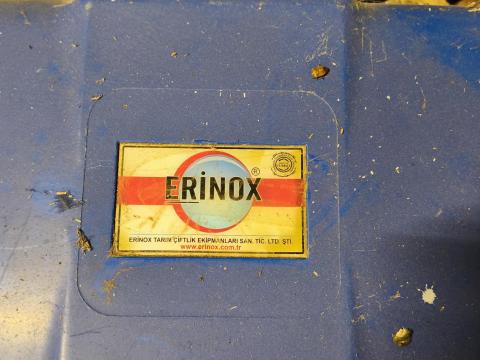 ERİNOX
®
ERINOX TARIM ÇİFTLİK EKİPMANLARI SAN. TİC. LTD. ŞTİ.
www.erinox.com.tr